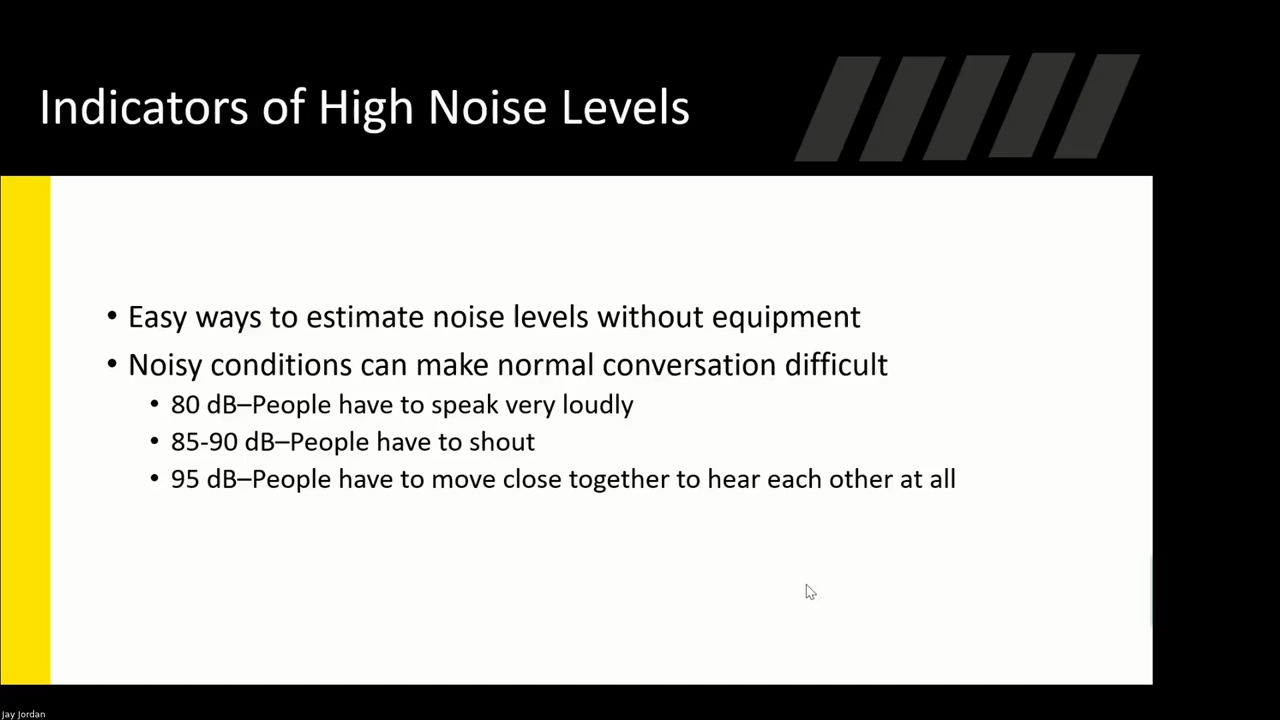 Indicators of High Noise Levels
• Easy ways to estimate noise levels without equipment
• Noisy conditions can make normal conversation difficult
• 80 dB–People have to speak very loudly
• 85-90 dB–People have to shout
• 95 dB–People have to move close together to hear each other at all
Jay Jordan